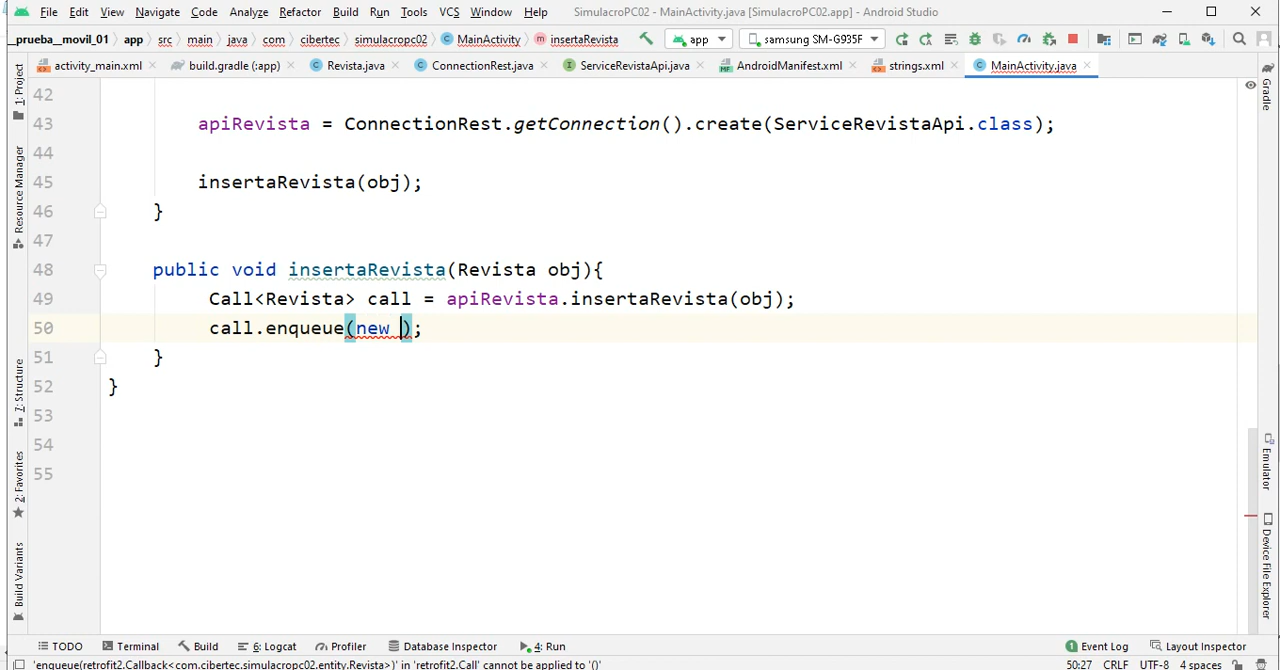 File Edit View Navigate Code Analyze Refactor Build Run Tools VCS Window Help SimulacroPC02 - MainActivity.java [SimulacroPC02.app] - Android Studio
_prueba__movil_01 app src main java com cibertec simulacropc02 MainActivity insertaRevista app samsung SM-G935F
activity_main.xml build.gradle (:app) Revista.java ConnectionRest.java ServiceRevistaApi.java AndroidManifest.xml strings.xml MainActivity.java
42
43 apiRevista = ConnectionRest.getConnection().create(ServiceRevistaApi.class);
44
45 insertaRevista(obj);
46 }
47
48 public void insertaRevista(Revista obj){
49 Call<Revista> call = apiRevista.insertaRevista(obj);
50 call.enqueue(new );
51 }
52 }
53
54
55
1: Project
Resource Manager
7: Structure
2: Favorites
Build Variants
Gradle
Emulator
Device File Explorer
TODO Terminal Build 6: Logcat Profiler Database Inspector 4: Run Event Log Layout Inspector
'enqueue(retrofit2.Callback<com.cibertec.simulacropc02.entity.Revista>)' in 'retrofit2.Call' cannot be applied to '()' 50:27 CRLF UTF-8 4 spaces